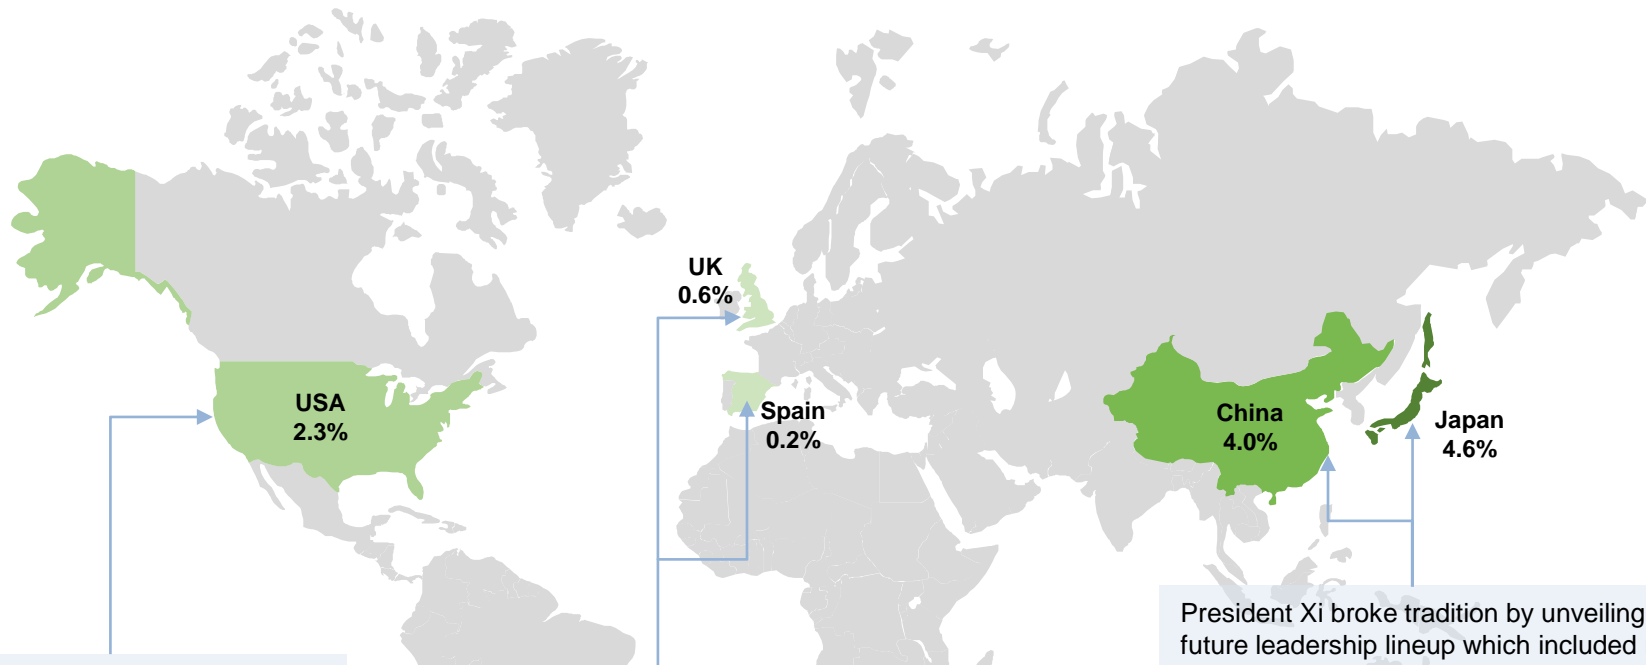 UK
0.6%
USA
2.3%
Spain
0.2%
China
4.0%
Japan
4.6%
President Xi broke tradition by unveiling
future leadership lineup which included